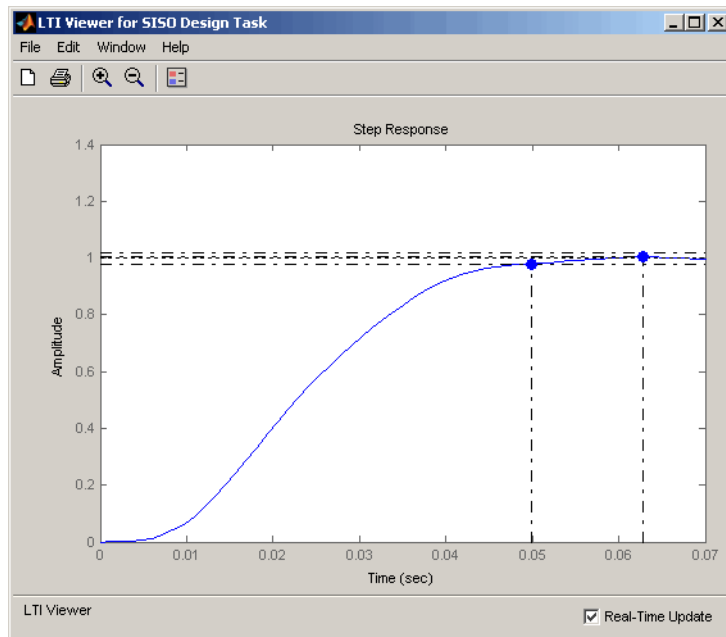 LTI Viewer for SISO Design Task
File Edit Window Help
Step Response
1.4
1.2
1
0.8
0.6
0.4
0.2
0
Amplitude
0 0.01 0.02 0.03 0.04 0.05 0.06 0.07
Time (sec)
LTI Viewer
Real-Time Update